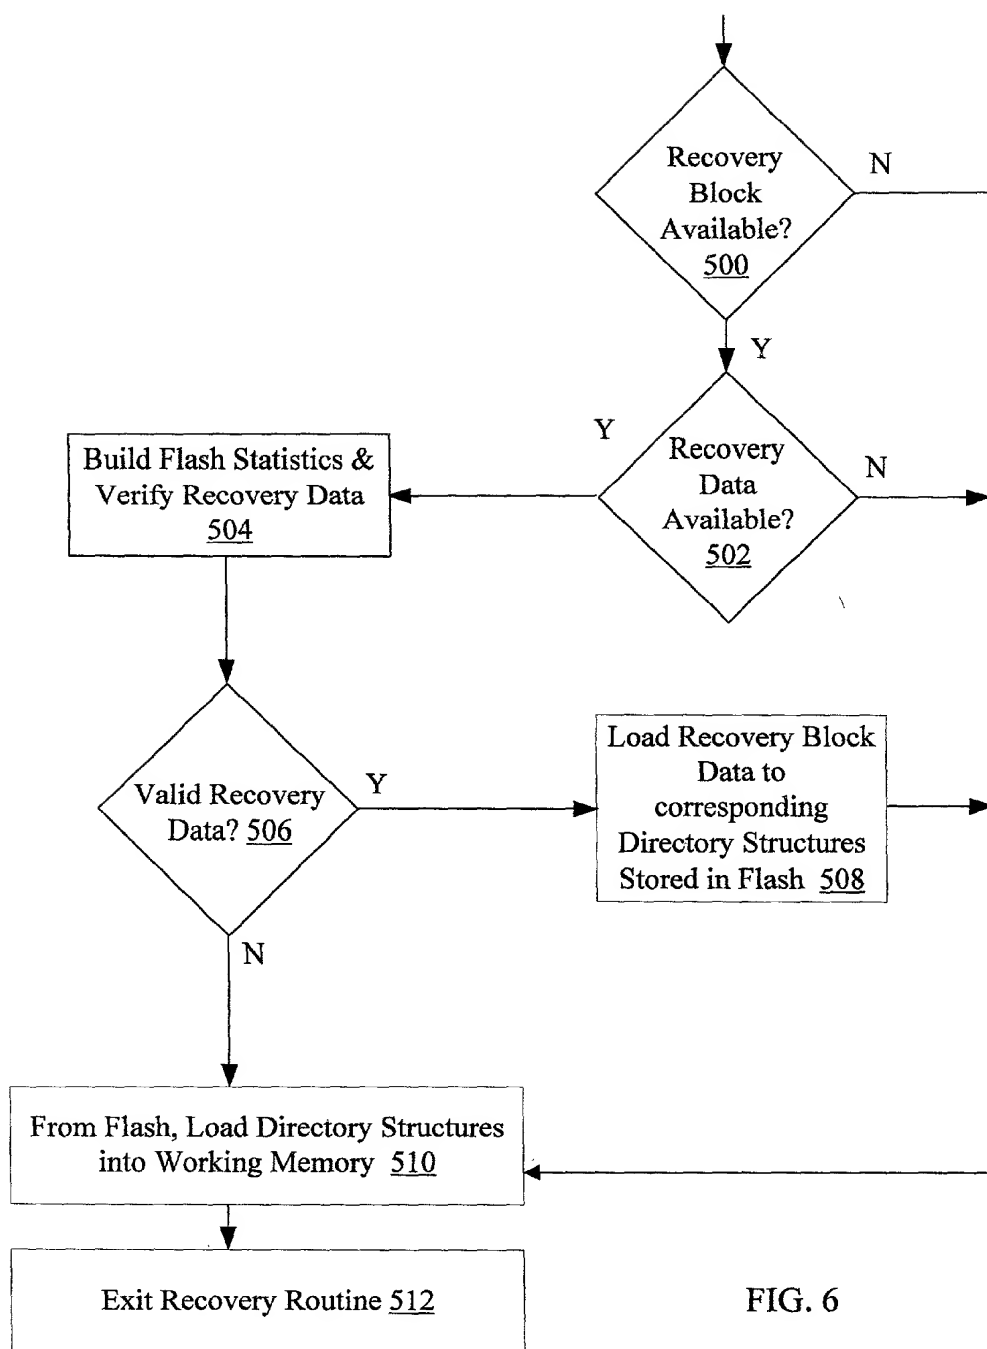 Recovery
Block
Available?
500
N
Y
Recovery
Data
Available?
502
Y
N
Build Flash Statistics &
Verify Recovery Data
504
Valid Recovery
Data? 506
Y
N
Load Recovery Block
Data to
corresponding
Directory Structures
Stored in Flash 508
From Flash, Load Directory Structures
into Working Memory 510
Exit Recovery Routine 512
FIG. 6